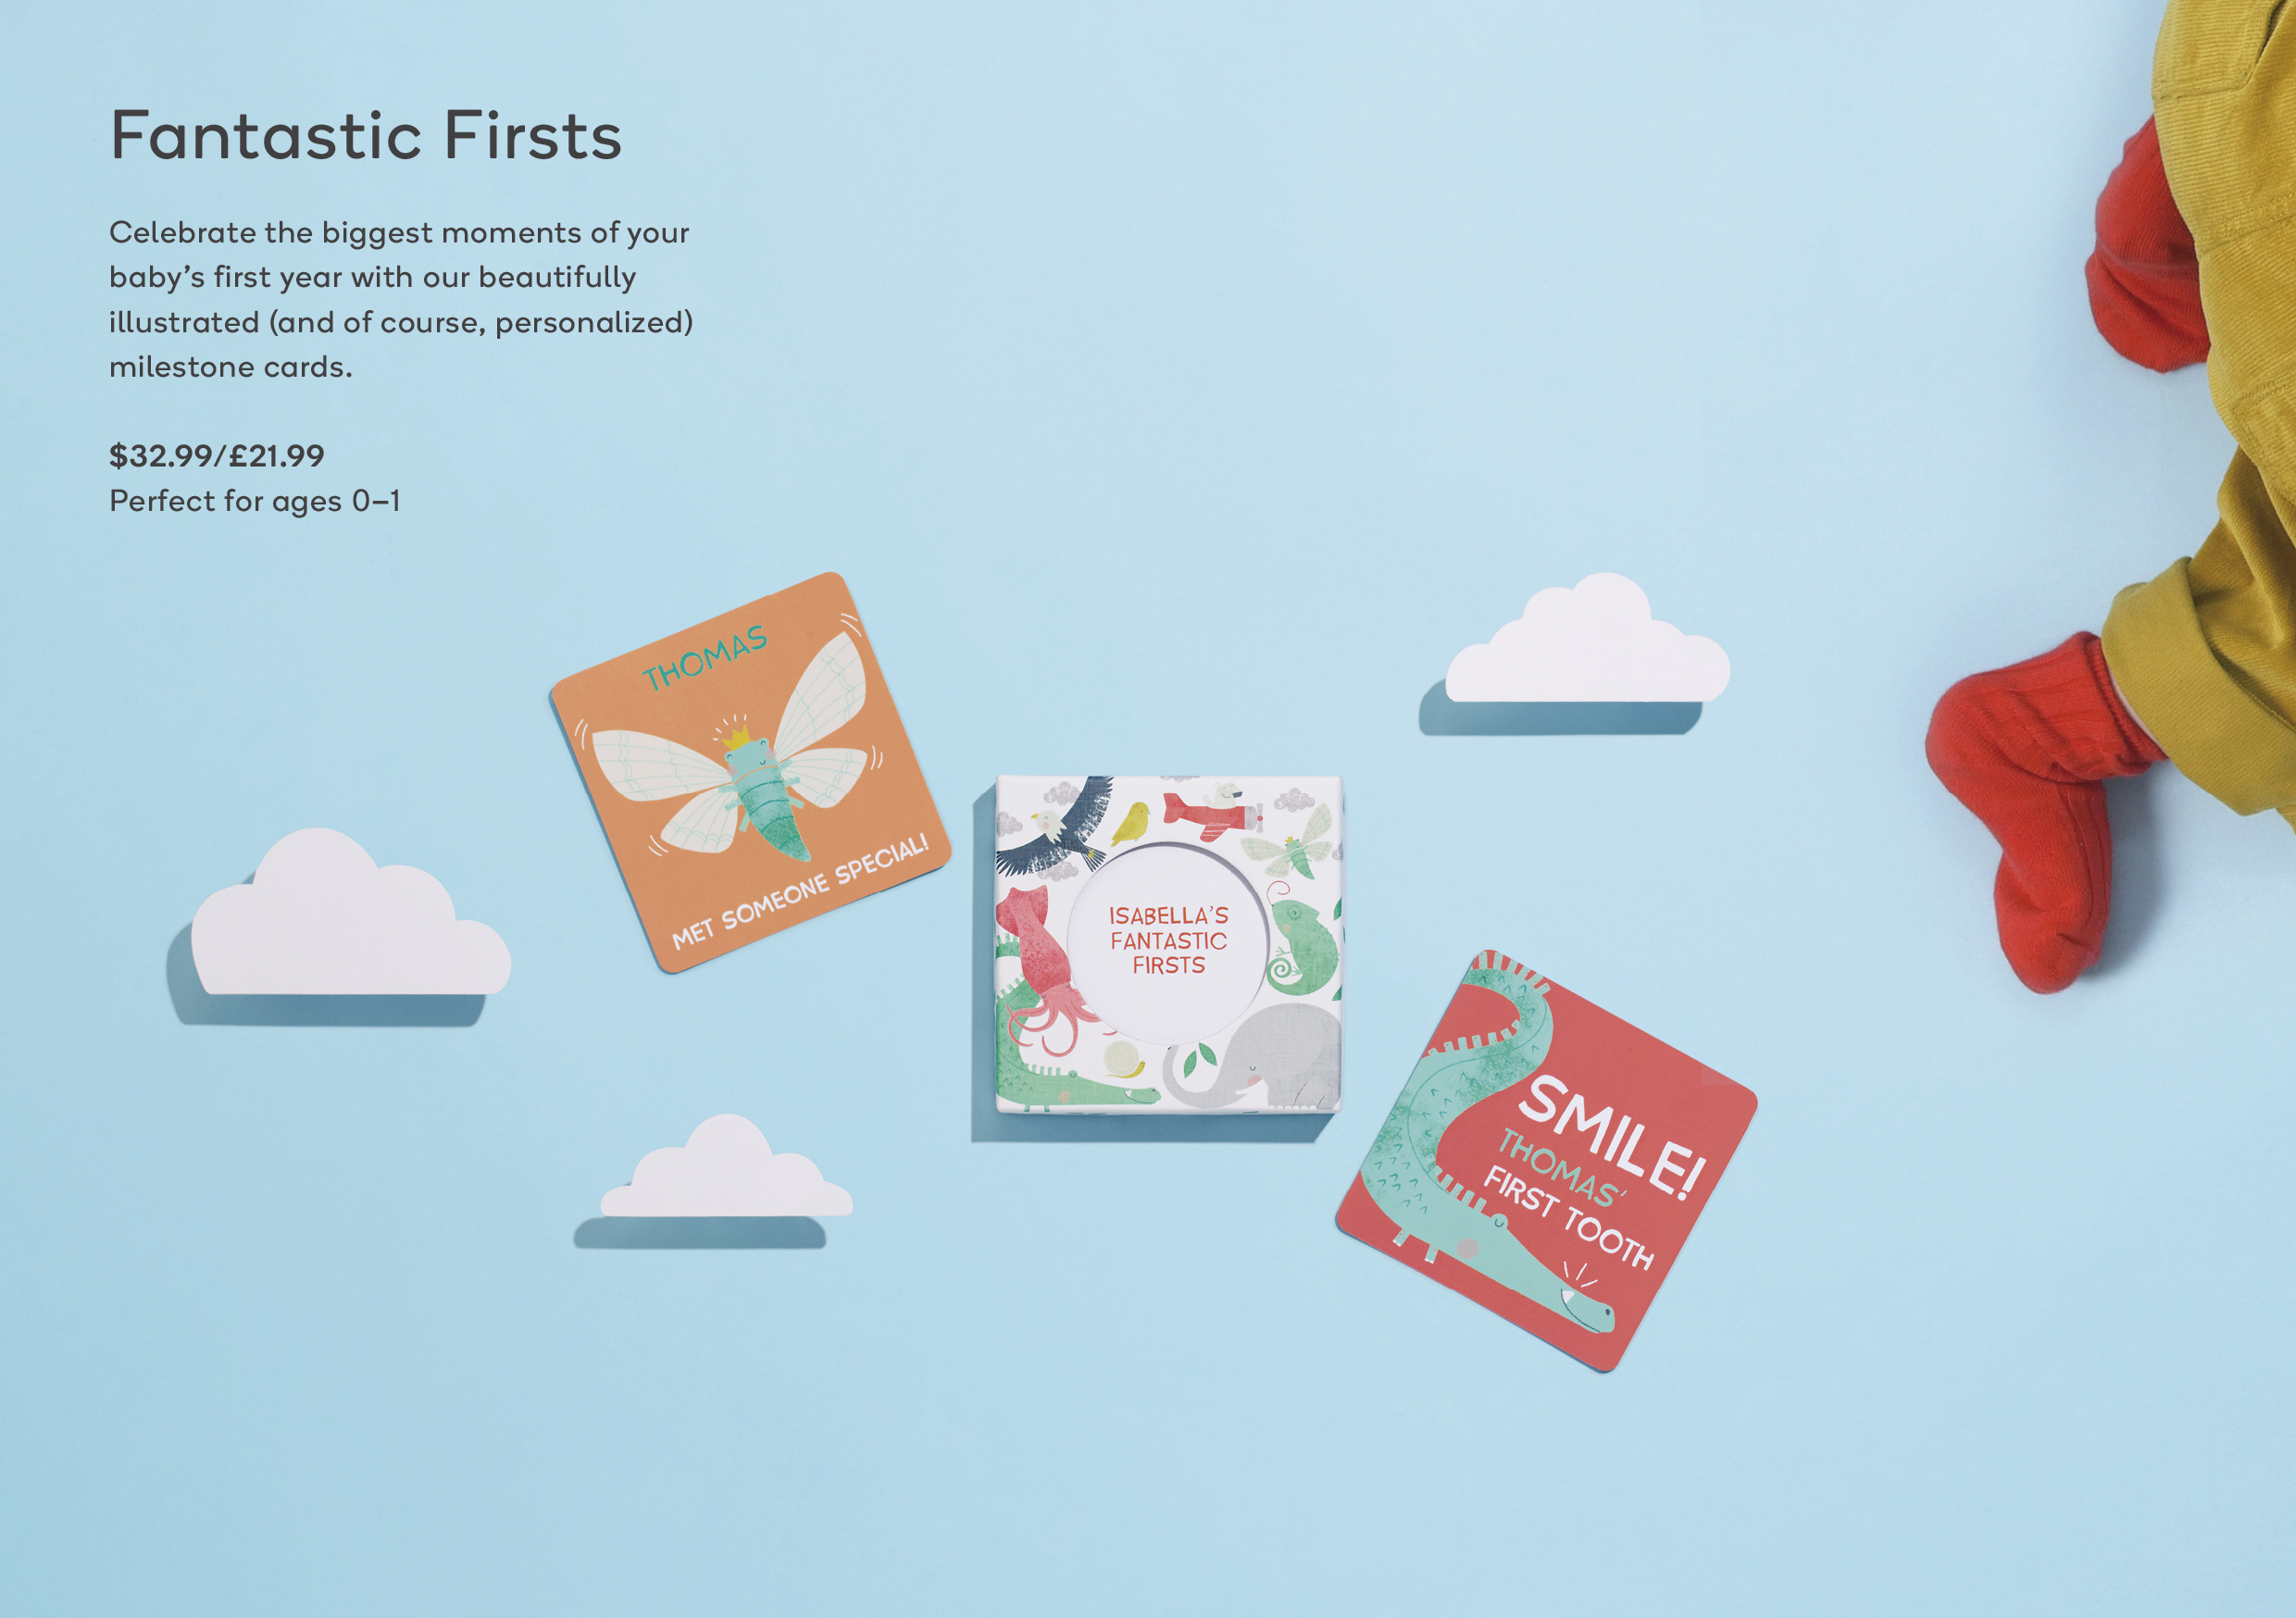 Fantastic Firsts
Celebrate the biggest moments of your
baby’s first year with our beautifully
illustrated (and of course, personalized)
milestone cards.
$32.99/£21.99
Perfect for ages 0–1
THOMAS
MET SOMEONE SPECIAL!
ISABELLA’S
FANTASTIC
FIRSTS
SMILE!
THOMAS’
FIRST TOOTH